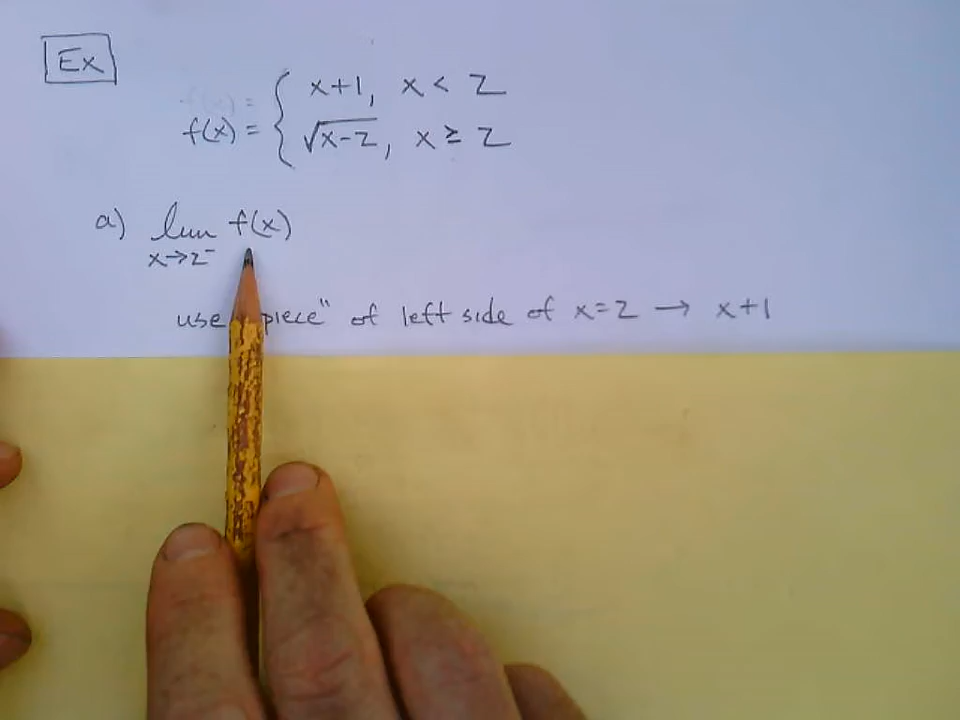 Ex
f(x) = { x+1, x < 2
√x-2, x ≥ 2
a) lim f(x)
x→2⁻
use piece" of left side of x=2 → x+1